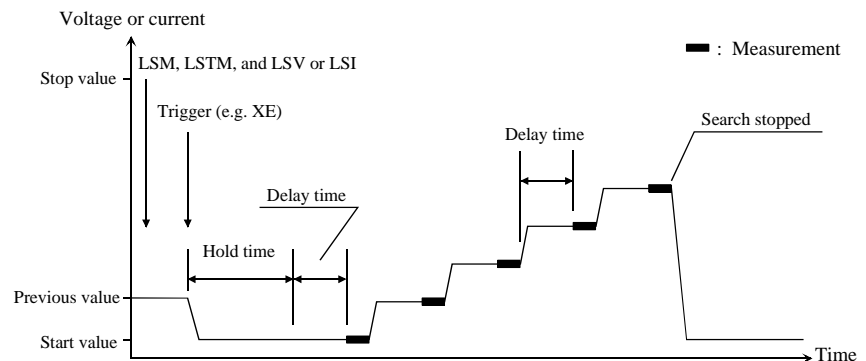 Voltage or current
: Measurement
LSM, LSTM, and LSV or LSI
Stop value
Trigger (e.g. XE)
Search stopped
Delay time
Delay time
Hold time
Previous value
Start value
Time